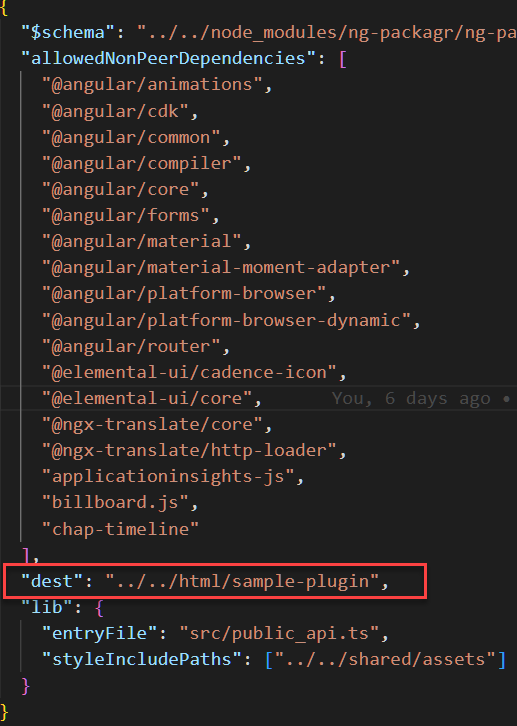 {
"$schema": "../../node_modules/ng-packagr/ng-pa
"allowedNonPeerDependencies": [
"@angular/animations",
"@angular/cdk",
"@angular/common",
"@angular/compiler",
"@angular/core",
"@angular/forms",
"@angular/material",
"@angular/material-moment-adapter",
"@angular/platform-browser",
"@angular/platform-browser-dynamic",
"@angular/router",
"@elemental-ui/cadence-icon",
"@elemental-ui/core", You, 6 days ago •
"@ngx-translate/core",
"@ngx-translate/http-loader",
"applicationinsights-js",
"billboard.js",
"chap-timeline"
],
"dest": "../../html/sample-plugin",
"lib": {
"entryFile": "src/public_api.ts",
"styleIncludePaths": ["../../shared/assets"]
}
}